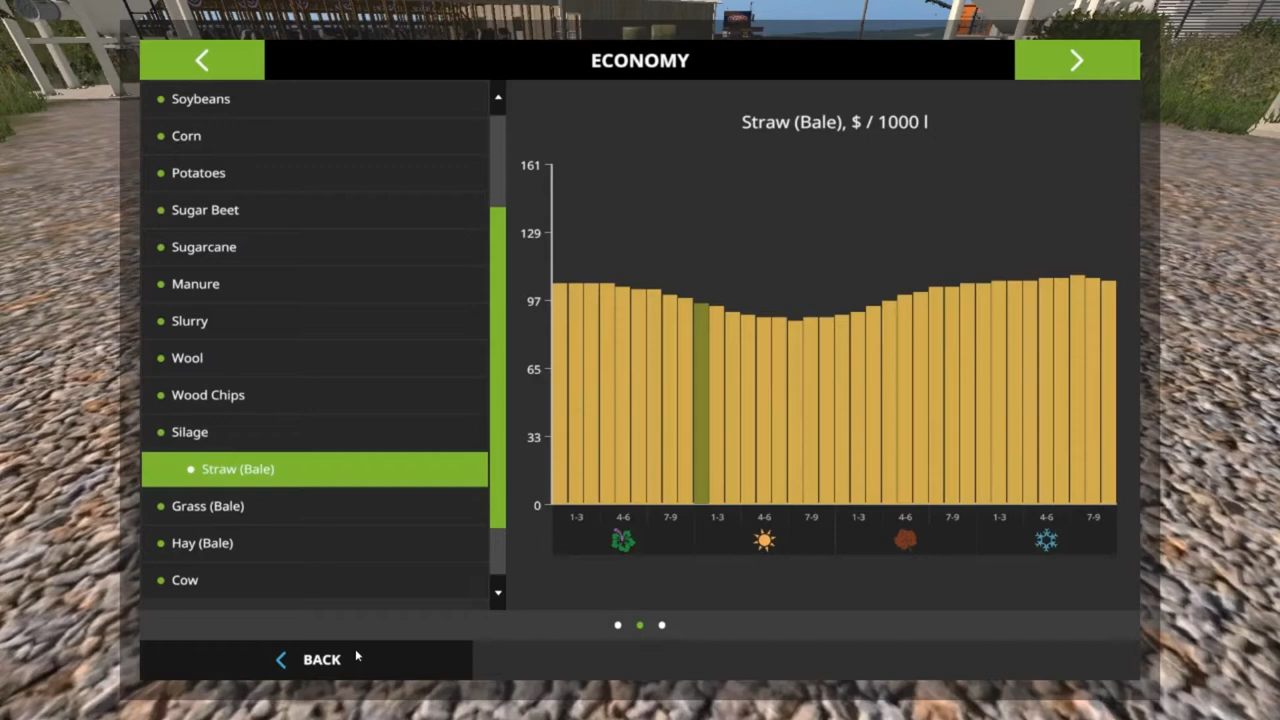 ECONOMY
Soybeans
Corn
Potatoes
Sugar Beet
Sugarcane
Manure
Slurry
Wool
Wood Chips
Silage
Straw (Bale)
Grass (Bale)
Hay (Bale)
Cow
Straw (Bale), $ / 1000 l
161
129
97
65
33
0
1-3 4-6 7-9 1-3 4-6 7-9 1-3 4-6 7-9 1-3 4-6 7-9
BACK